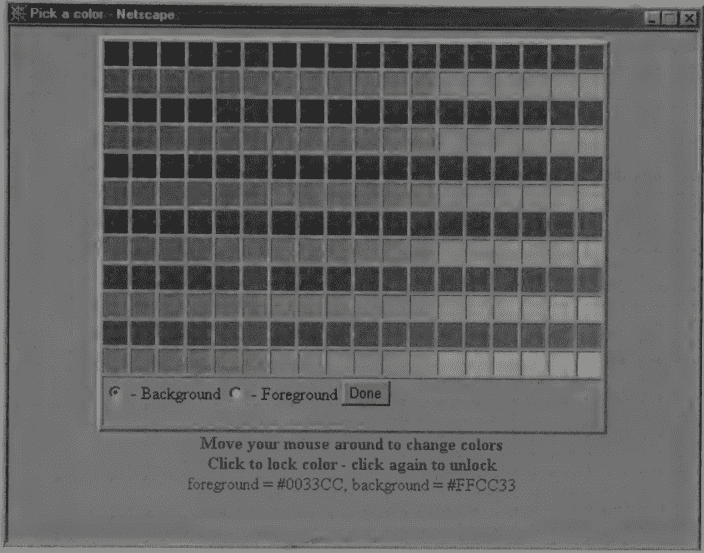 Pick a color - Netscape
- Background - Foreground Done
Move your mouse around to change colors
Click to lock color - click again to unlock
foreground = #0033CC, background = #FFCC33